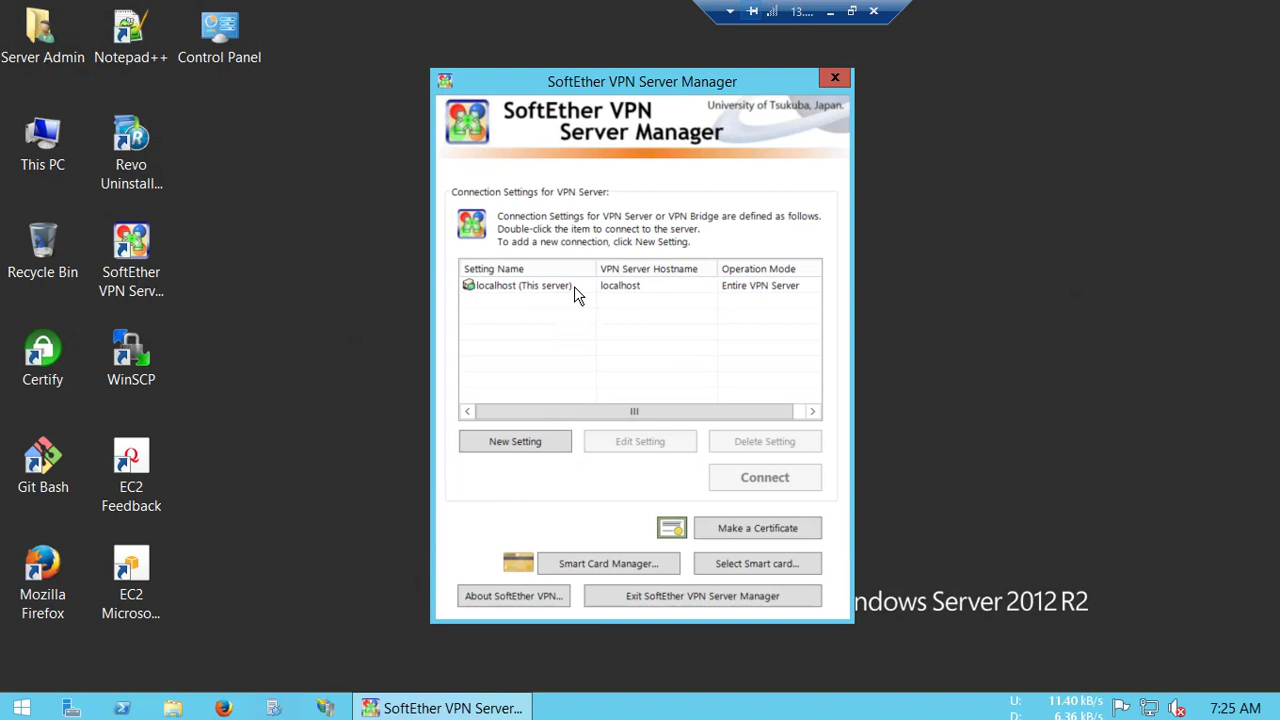 13....
Server Admin
Notepad++
Control Panel
This PC
Revo
Uninstall...
Recycle Bin
SoftEther
VPN Serv...
Certify
WinSCP
Git Bash
EC2
Feedback
Mozilla
Firefox
EC2
Microso...
SoftEther VPN Server Manager
SoftEther VPN
Server Manager
University of Tsukuba, Japan.
Connection Settings for VPN Server:
Connection Settings for VPN Server or VPN Bridge are defined as follows.
Double-click the item to connect to the server.
To add a new connection, click New Setting.
Setting Name VPN Server Hostname Operation Mode
localhost (This server) localhost Entire VPN Server
New Setting Edit Setting Delete Setting
Connect
Make a Certificate
Smart Card Manager... Select Smart card...
About SoftEther VPN... Exit SoftEther VPN Server Manager
ndows Server 2012 R2
SoftEther VPN Server...
U: 11.40 kB/s
D: 6.36 kB/s
7:25 AM